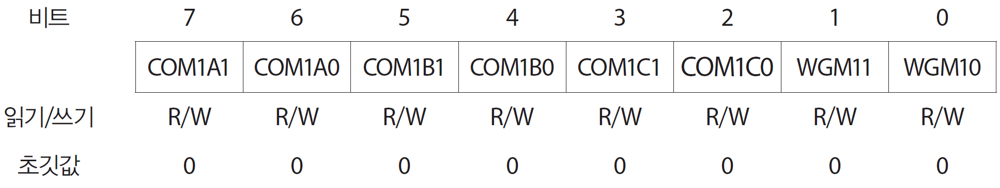 비트 7 6 5 4 3 2 1 0
COM1A1 COM1A0 COM1B1 COM1B0 COM1C1 COM1C0 WGM11 WGM10
읽기/쓰기 R/W R/W R/W R/W R/W R/W R/W R/W
초깃값 0 0 0 0 0 0 0 0